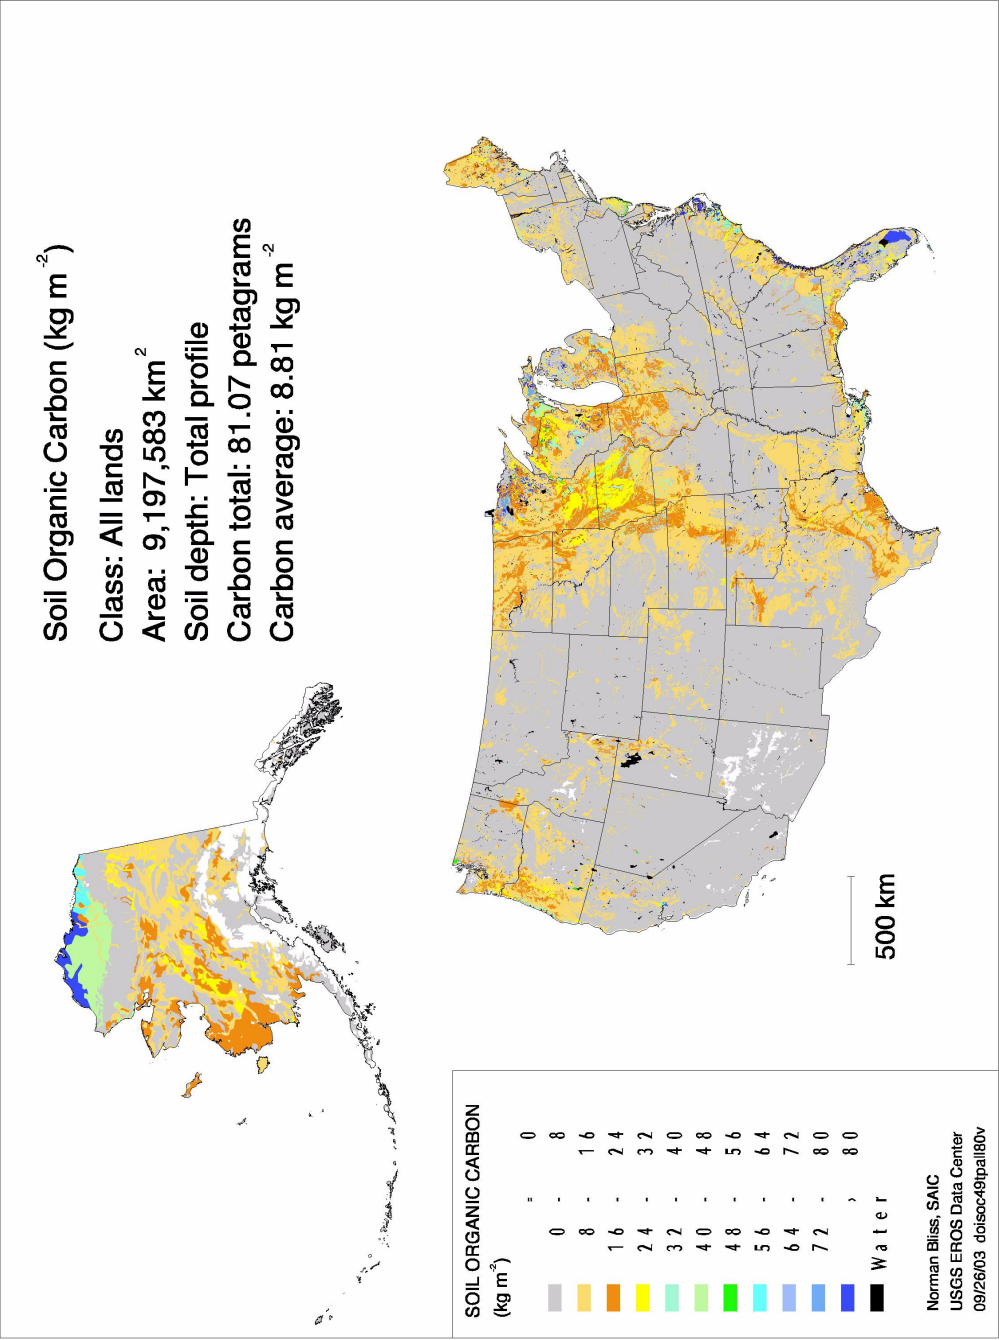 Soil Organic Carbon (kg m-2)
Class: All lands
Area: 9,197,583 km2
Soil depth: Total profile
Carbon total: 81.07 petagrams
Carbon average: 8.81 kg m-2
500 km
SOIL ORGANIC CARBON
(kg m-2)
= 0
0 - 8
8 - 16
16 - 24
24 - 32
32 - 40
40 - 48
48 - 56
56 - 64
64 - 72
72 - 80
> 80
Water
Norman Bliss, SAIC
USGS EROS Data Center
09/26/03 doisoc49tpall80v